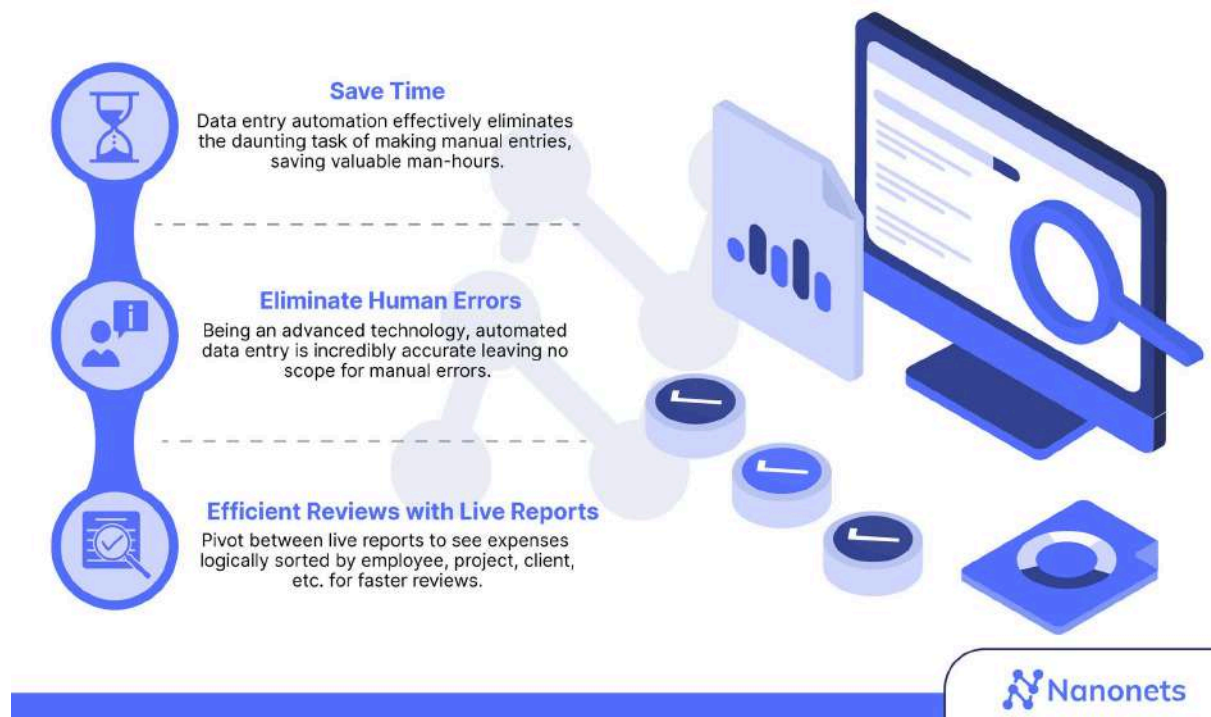 Save Time
Data entry automation effectively eliminates
the daunting task of making manual entries,
saving valuable man-hours.
Eliminate Human Errors
Being an advanced technology, automated
data entry is incredibly accurate leaving no
scope for manual errors.
Efficient Reviews with Live Reports
Pivot between live reports to see expenses
logically sorted by employee, project, client,
etc. for faster reviews.
Nanonets